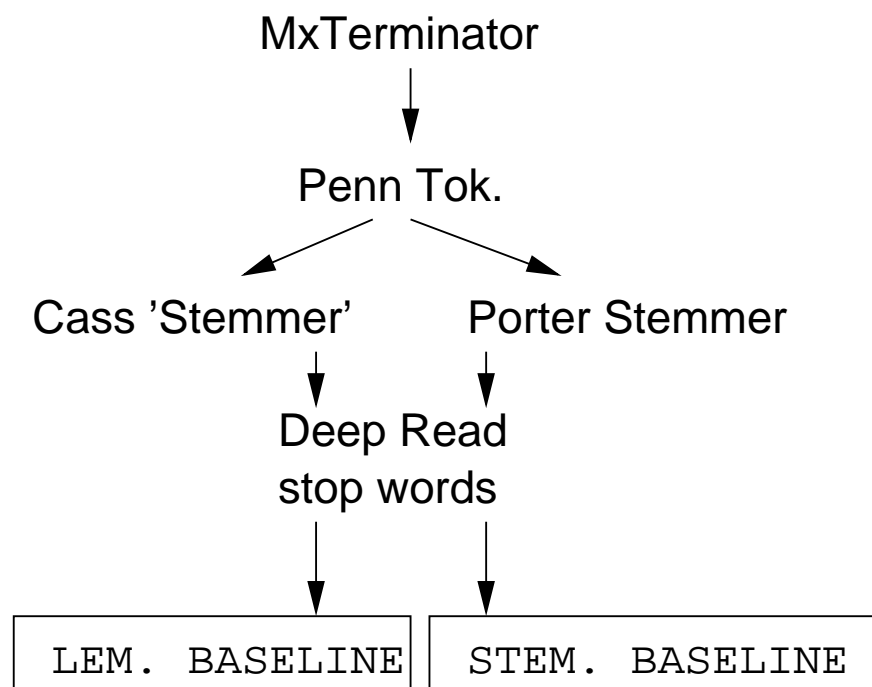 MxTerminator
Penn Tok.
Cass ’Stemmer’
Porter Stemmer
Deep Read
stop words
LEM. BASELINE
STEM. BASELINE